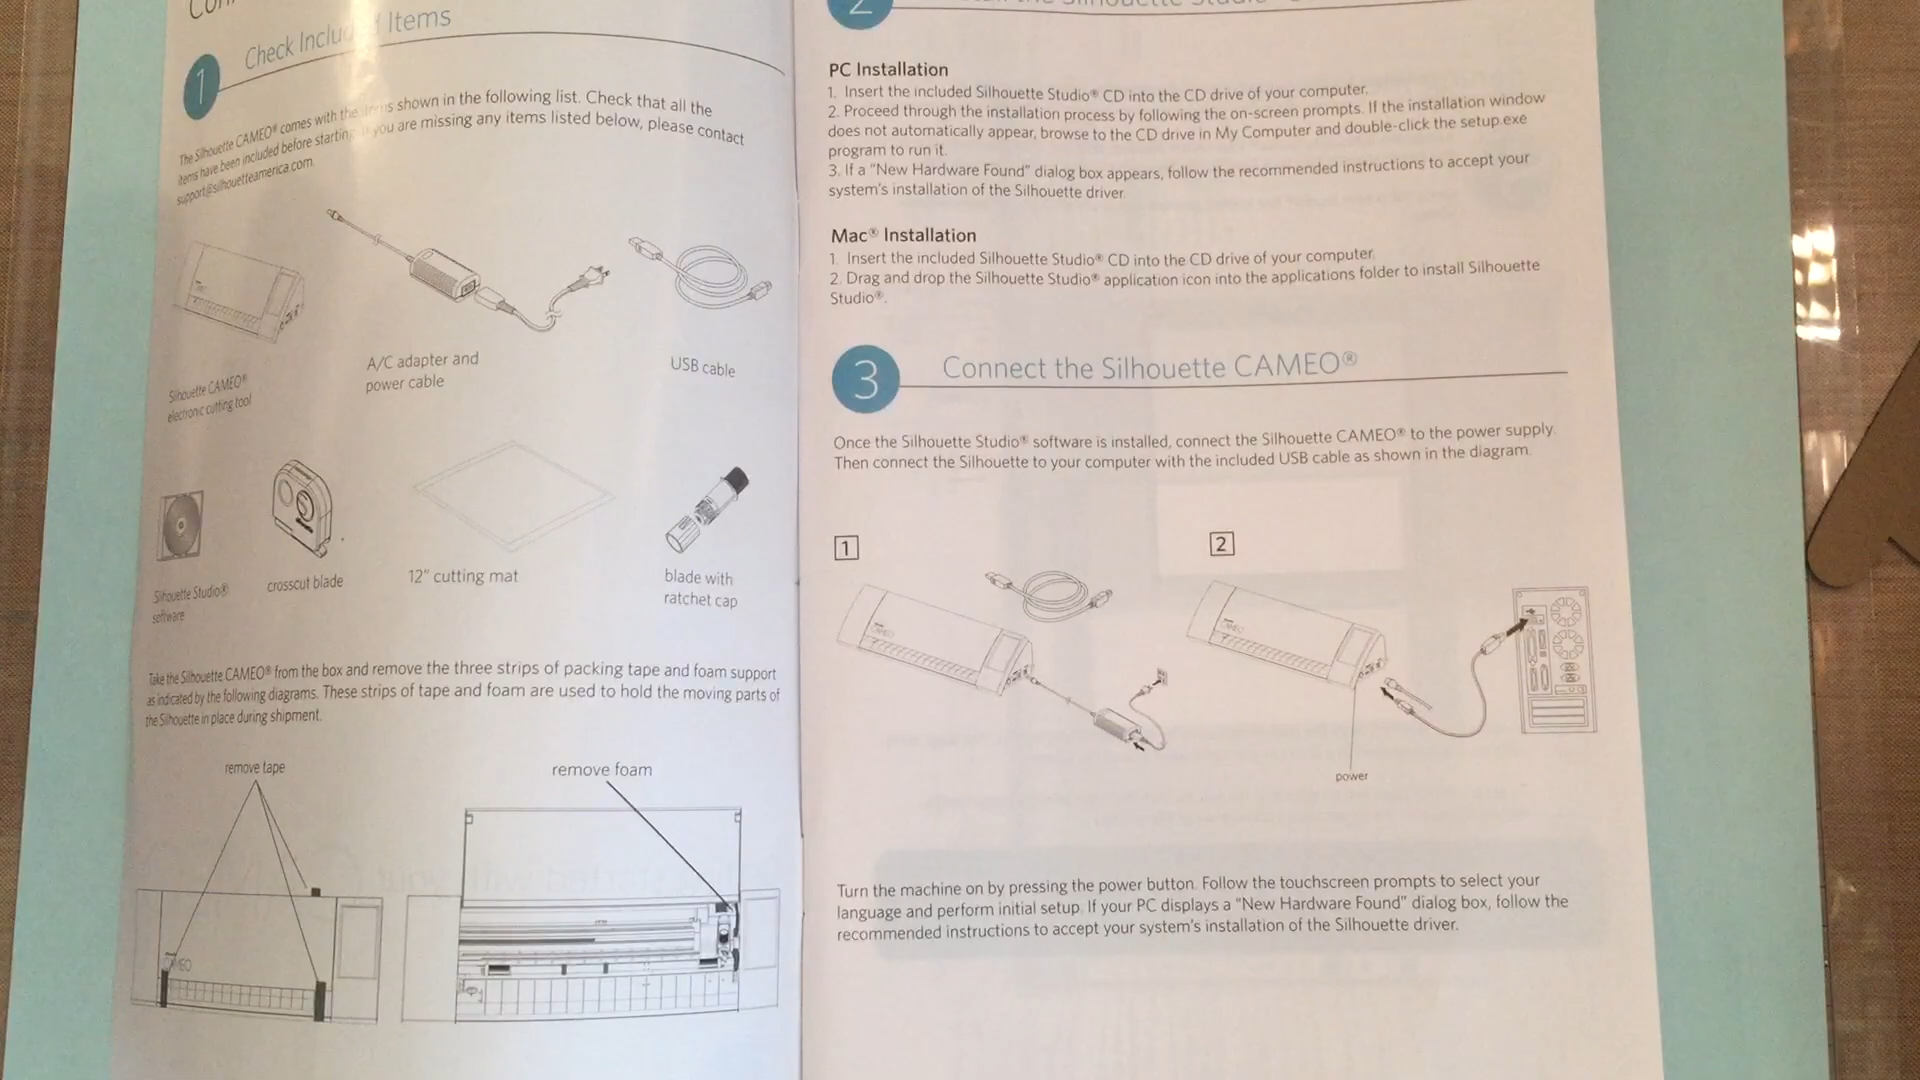 1
Check Included Items
The Silhouette CAMEO® comes with the items shown in the following list. Check that all the
items have been included before starting. If you are missing any items listed below, please contact
support@silhouetteamerica.com.
Silhouette CAMEO®
electronic cutting tool
A/C adapter and
power cable
USB cable
Silhouette Studio®
software
crosscut blade
12" cutting mat
blade with
ratchet cap
Take the Silhouette CAMEO® from the box and remove the three strips of packing tape and foam support
as indicated by the following diagrams. These strips of tape and foam are used to hold the moving parts of
the Silhouette in place during shipment.
remove tape
remove foam
CAMEO
2
the Silhouette Studio®
PC Installation
1. Insert the included Silhouette Studio® CD into the CD drive of your computer.
2. Proceed through the installation process by following the on-screen prompts. If the installation window
does not automatically appear, browse to the CD drive in My Computer and double-click the setup.exe
program to run it.
3. If a "New Hardware Found" dialog box appears, follow the recommended instructions to accept your
system's installation of the Silhouette driver.
Mac® Installation
1. Insert the included Silhouette Studio® CD into the CD drive of your computer.
2. Drag and drop the Silhouette Studio® application icon into the applications folder to install Silhouette
Studio®.
3
Connect the Silhouette CAMEO®
Once the Silhouette Studio® software is installed, connect the Silhouette CAMEO® to the power supply.
Then connect the Silhouette to your computer with the included USB cable as shown in the diagram.
1
2
CAMEO
CAMEO
power
Turn the machine on by pressing the power button. Follow the touchscreen prompts to select your
language and perform initial setup. If your PC displays a "New Hardware Found" dialog box, follow the
recommended instructions to accept your system's installation of the Silhouette driver.